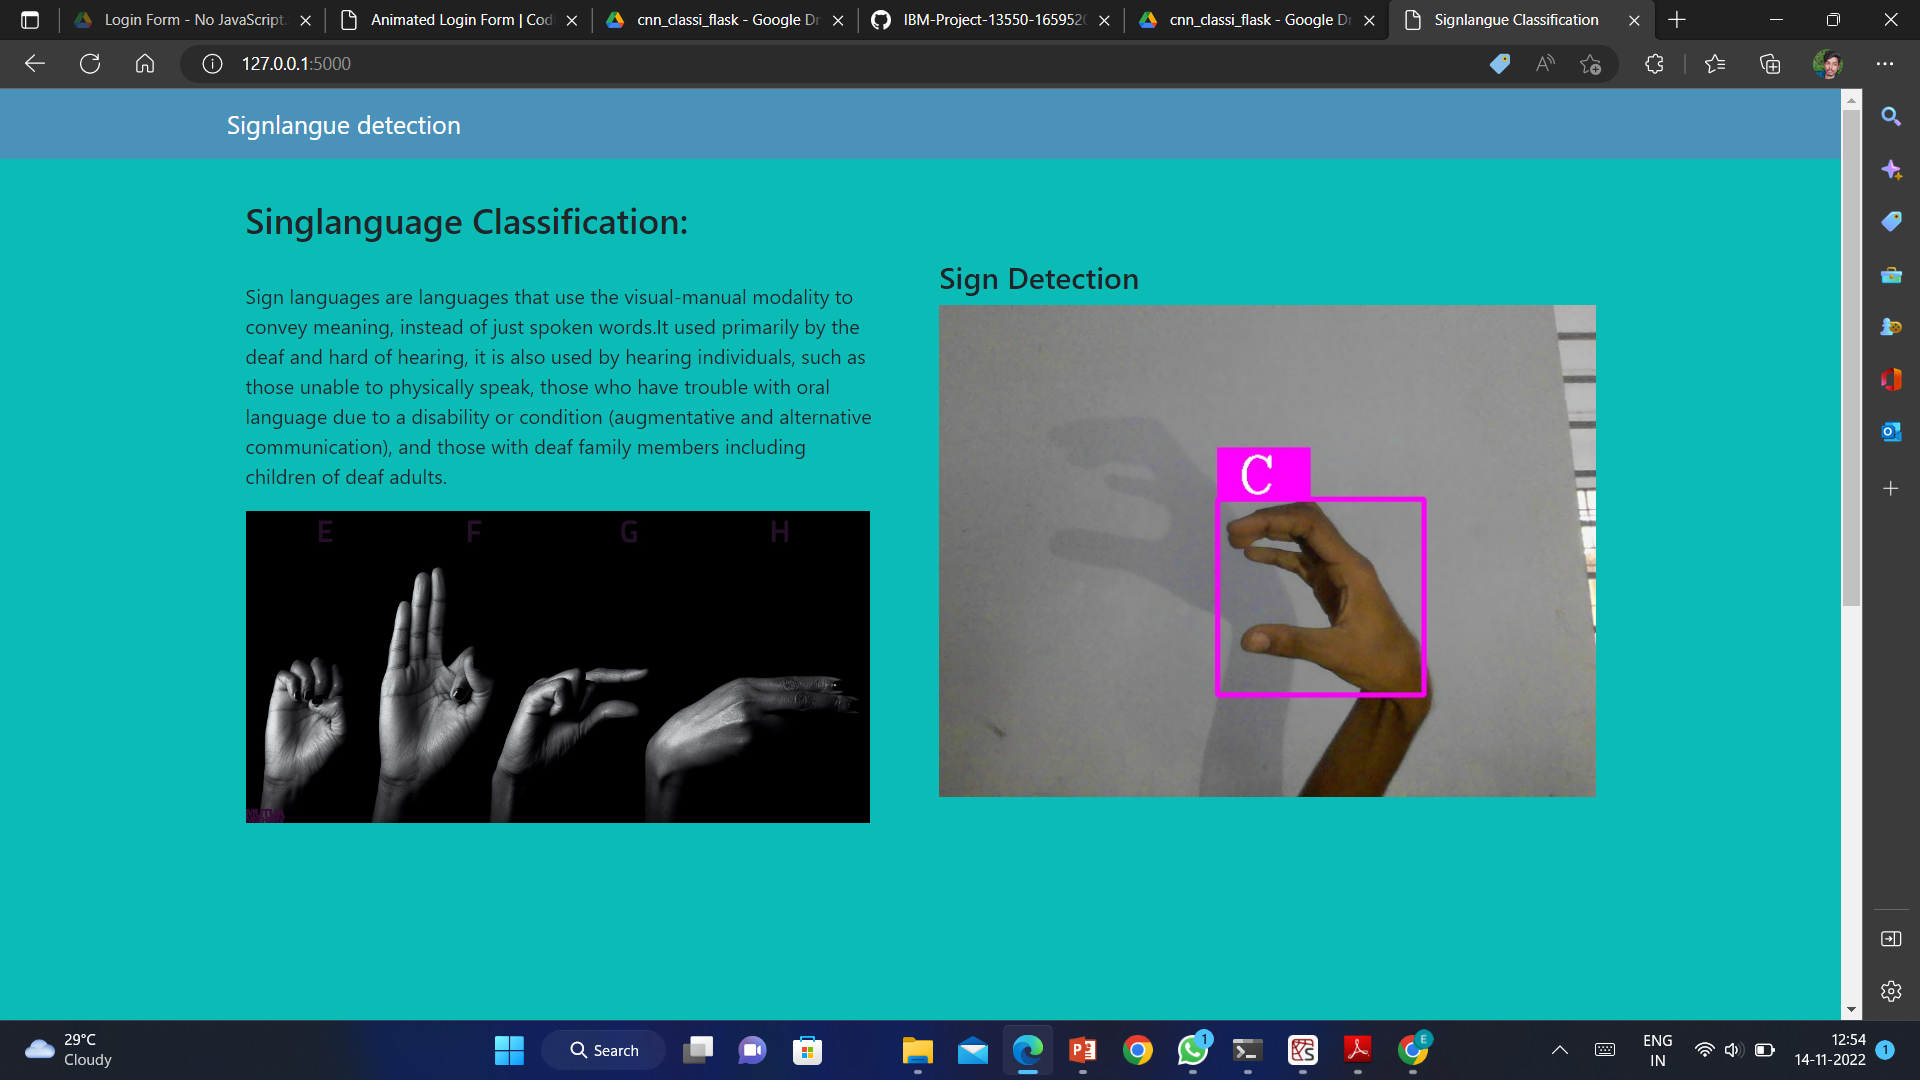 Login Form - No JavaScript.
Animated Login Form | Codi
cnn_classi_flask - Google Dr
IBM-Project-13550-1659520
cnn_classi_flask - Google Dr
Signlangue Classification
127.0.0.1:5000
Signlangue detection
Singlanguage Classification:
Sign languages are languages that use the visual-manual modality to
convey meaning, instead of just spoken words.It used primarily by the
deaf and hard of hearing, it is also used by hearing individuals, such as
those unable to physically speak, those who have trouble with oral
language due to a disability or condition (augmentative and alternative
communication), and those with deaf family members including
children of deaf adults.
E F G H
Sign Detection
C
29°C
Cloudy
Search
1
E
ENG
IN
12:54
14-11-2022
1